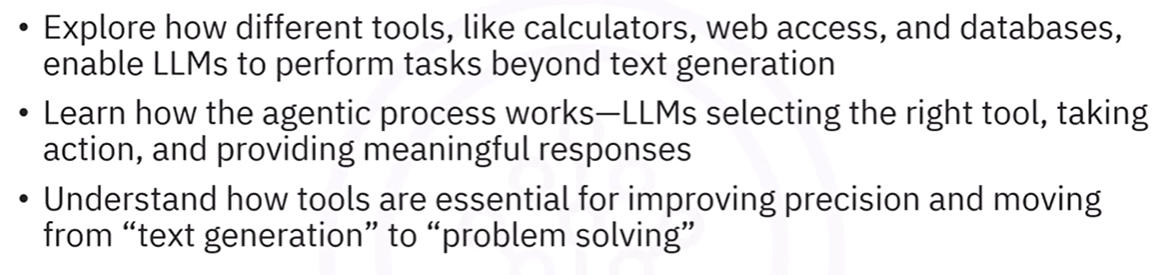 • Explore how different tools, like calculators, web access, and databases,
enable LLMs to perform tasks beyond text generation
• Learn how the agentic process works—LLMs selecting the right tool, taking
action, and providing meaningful responses
• Understand how tools are essential for improving precision and moving
from “text generation” to “problem solving”